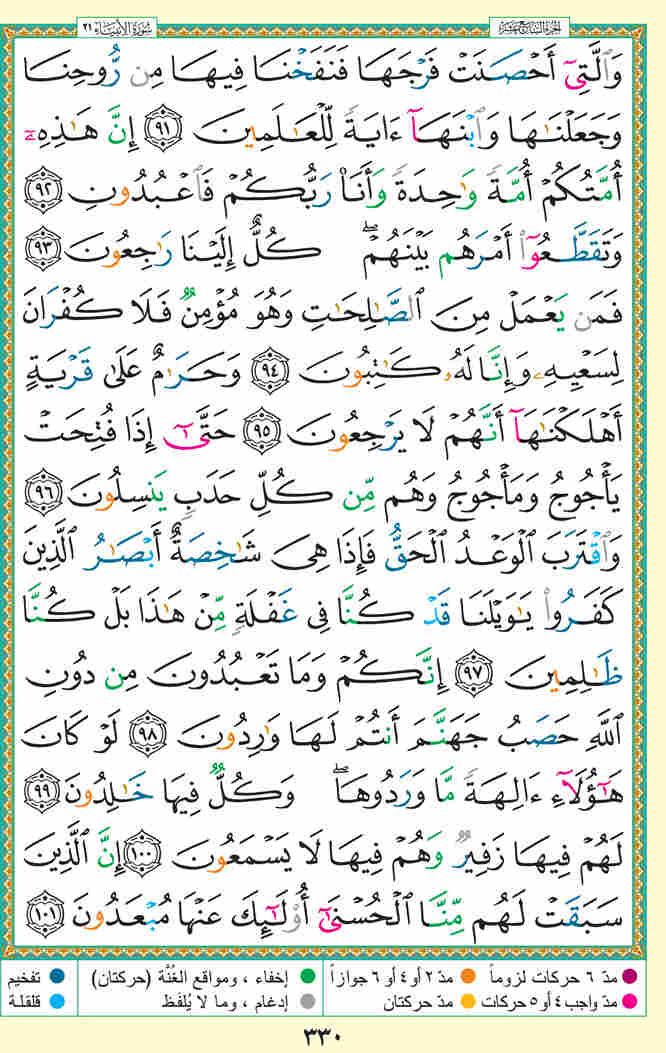 سُورَةُ الأَنْبِيَاء ٢١
الجزء السابع عشر
وَٱلَّتِىٓ أَحْصَنَتْ فَرْجَهَا فَنَفَخْنَا فِيهَا مِن رُّوحِنَا
وَجَعَلْنَٰهَا وَٱبْنَهَآ ءَايَةً لِّلْعَٰلَمِينَ ٩١ إِنَّ هَٰذِهِۦٓ
أُمَّتُكُمْ أُمَّةً وَٰحِدَةً وَأَنَا۠ رَبُّكُمْ فَٱعْبُدُونِ ٩٢
وَتَقَطَّعُوٓا۟ أَمْرَهُم بَيْنَهُمْ ۖ كُلٌّ إِلَيْنَا رَٰجِعُونَ ٩٣
فَمَن يَعْمَلْ مِنَ ٱلصَّٰلِحَٰتِ وَهُوَ مُؤْمِنٌ فَلَا كُفْرَانَ
لِسَعْيِهِۦ وَإِنَّا لَهُۥ كَٰتِبُونَ ٩٤ وَحَرَٰمٌ عَلَىٰ قَرْيَةٍ
أَهْلَكْنَٰهَآ أَنَّهُمْ لَا يَرْجِعُونَ ٩٥ حَتَّىٰٓ إِذَا فُتِحَتْ
يَأْجُوجُ وَمَأْجُوجُ وَهُم مِّن كُلِّ حَدَبٍ يَنسِلُونَ ٩٦
وَٱقْتَرَبَ ٱلْوَعْدُ ٱلْحَقُّ فَإِذَا هِىَ شَٰخِصَةٌ أَبْصَٰرُ ٱلَّذِينَ
كَفَرُوا۟ يَٰوَيْلَنَا قَدْ كُنَّا فِى غَفْلَةٍ مِّنْ هَٰذَا بَلْ كُنَّا
ظَٰلِمِينَ ٩٧ إِنَّكُمْ وَمَا تَعْبُدُونَ مِن دُونِ
ٱللَّهِ حَصَبُ جَهَنَّمَ أَنتُمْ لَهَا وَٰرِدُونَ ٩٨ لَوْ كَانَ
هَٰٓؤُلَآءِ ءَالِهَةً مَّا وَرَدُوهَا ۖ وَكُلٌّ فِيهَا خَٰلِدُونَ ٩٩
لَهُمْ فِيهَا زَفِيرٌ وَهُمْ فِيهَا لَا يَسْمَعُونَ ١٠٠ إِنَّ ٱلَّذِينَ
سَبَقَتْ لَهُم مِّنَّا ٱلْحُسْنَىٰٓ أُو۟لَٰٓئِكَ عَنْهَا مُبْعَدُونَ ١٠١
مدّ ٦ حركات لزوماً مدّ ٢ أو ٤ أو ٦ جوازاً إخفاء ، ومواقع الغُنَّة (حركتان) تفخيم
مدّ واجب ٤ أو ٥ حركات مدّ حركتان إدغام ، وما لا يُلفَظ قلقلة
٣٣٠